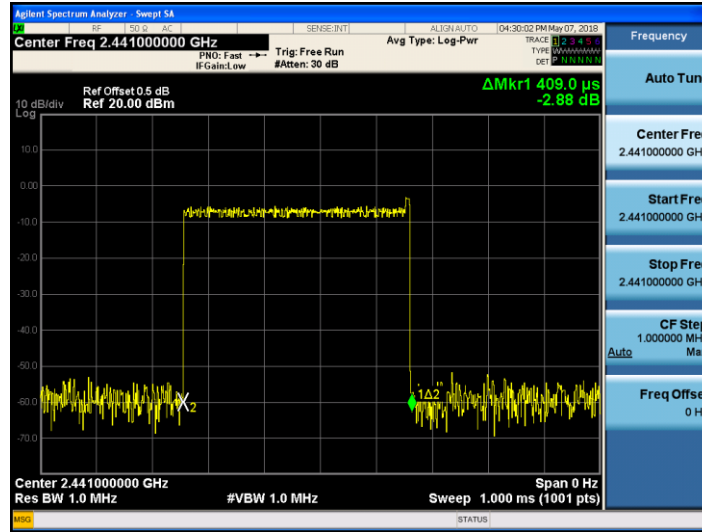 Agilent Spectrum Analyzer - Swept SA
RF 50 Ω AC SENSE:INT ALIGN AUTO 04:30:02 PM May 07, 2018
Center Freq 2.441000000 GHz
PNO: Fast
IFGain:Low
Trig: Free Run
#Atten: 30 dB
Avg Type: Log-Pwr
TRACE 1 2 3 4 5 6
TYPE
DET P N N N N N
Frequency
Ref Offset 0.5 dB
Ref 20.00 dBm
10 dB/div
Log
ΔMkr1 409.0 µs
-2.88 dB
10.0
0.00
-10.0
-20.0
-30.0
-40.0
-50.0
-60.0
-70.0
2
1Δ2
Center 2.441000000 GHz
Res BW 1.0 MHz
#VBW 1.0 MHz
Span 0 Hz
Sweep 1.000 ms (1001 pts)
Auto Tun
Center Fre
2.441000000 GH
Start Fre
2.441000000 GH
Stop Fre
2.441000000 GH
CF Step
1.000000 MH
Auto Ma
Freq Offse
0 H
MSG
STATUS